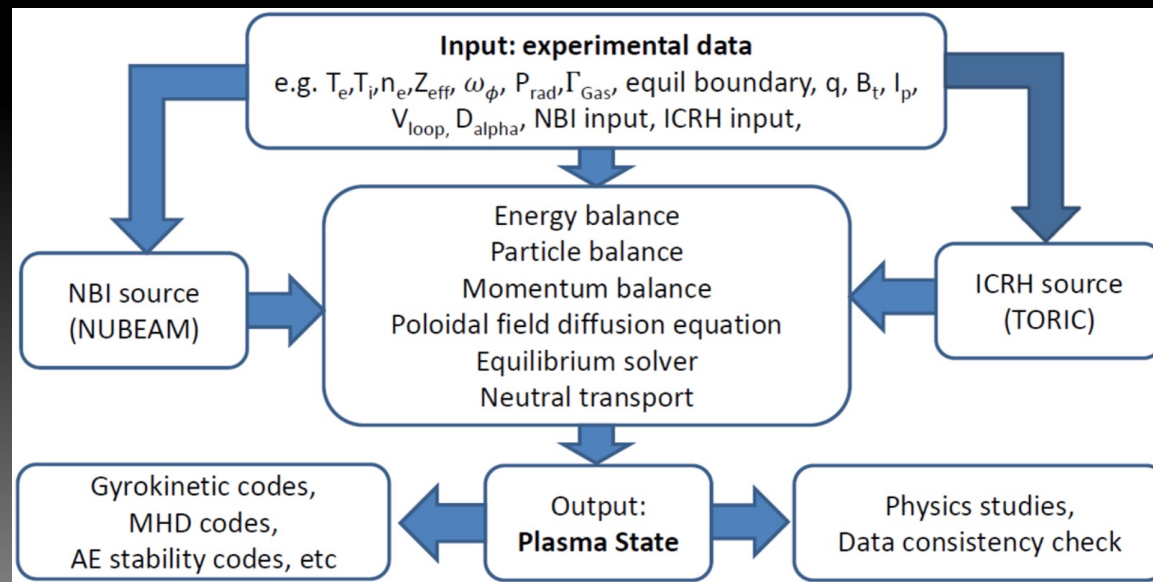 Input: experimental data
e.g. Te,Ti,ne,Zeff, ωϕ, Prad,ΓGas, equil boundary, q, Bt, Ip,
Vloop, Dalpha, NBI input, ICRH input,
NBI source
(NUBEAM)
Energy balance
Particle balance
Momentum balance
Poloidal field diffusion equation
Equilibrium solver
Neutral transport
ICRH source
(TORIC)
Gyrokinetic codes,
MHD codes,
AE stability codes, etc
Output:
Plasma State
Physics studies,
Data consistency check